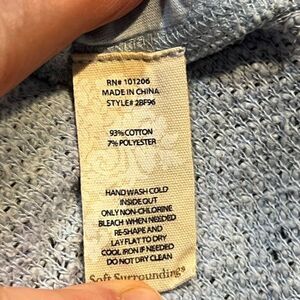 RN# 101206
MADE IN CHINA
STYLE# 2BF96
93% COTTON
7% POLYESTER
HAND WASH COLD
INSIDE OUT
ONLY NON-CHLORINE
BLEACH WHEN NEEDED
RE-SHAPE AND
LAY FLAT TO DRY
COOL IRON IF NEEDED
DO NOT DRY CLEAN
Soft Surroundings